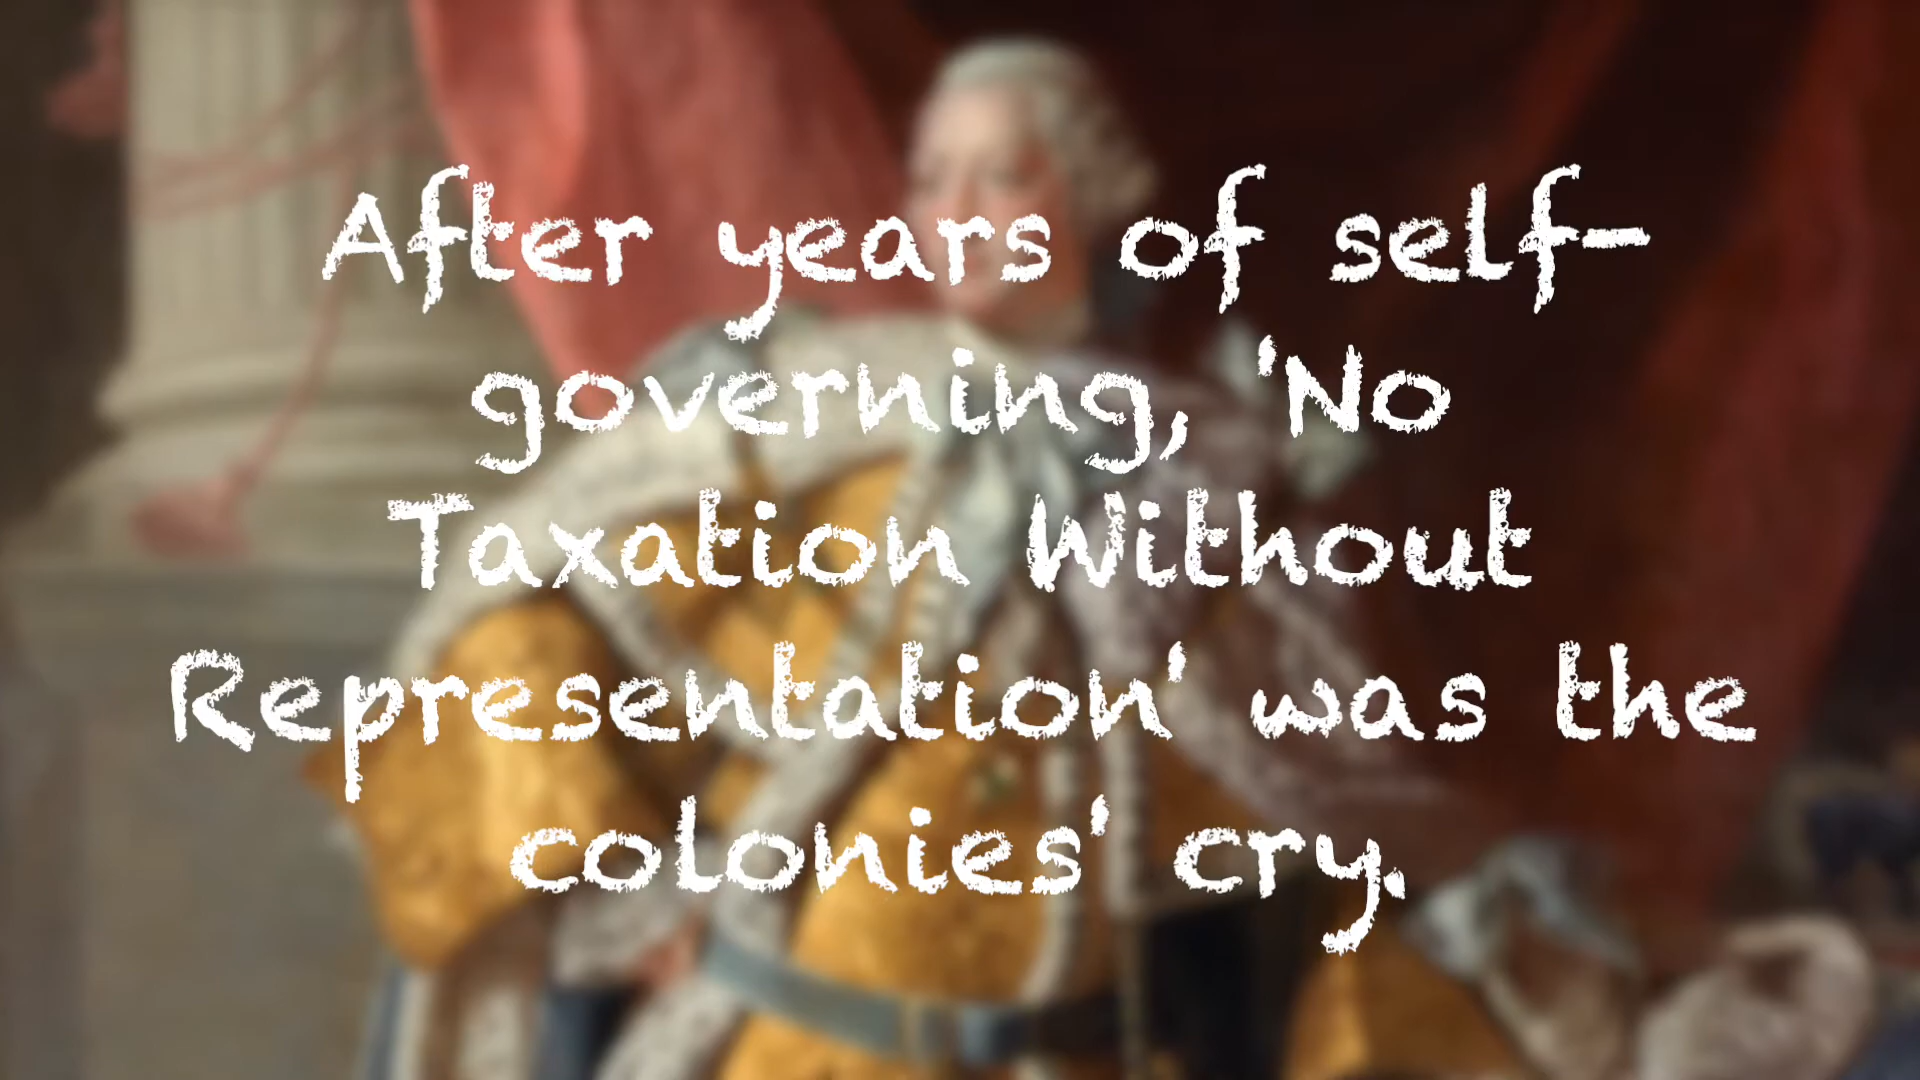 After years of self-
governing, 'No
Taxation Without
Representation' was the
colonies' cry.